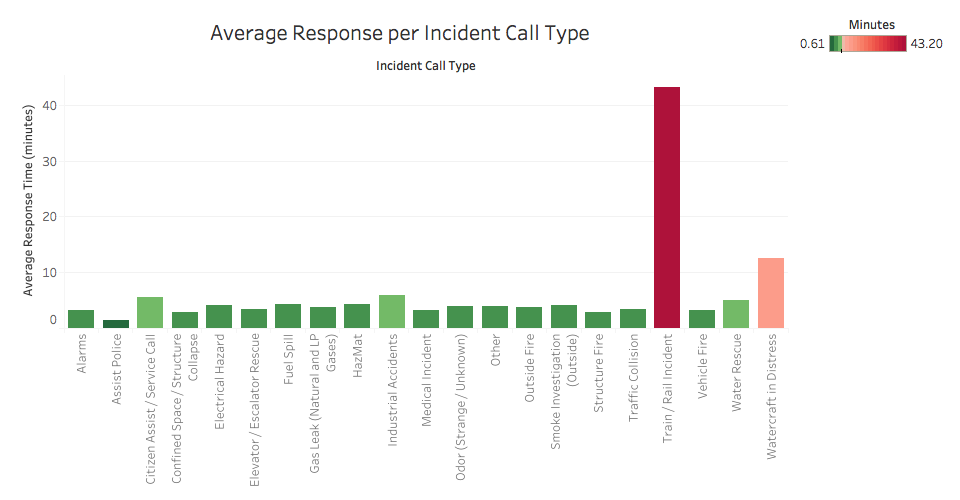 Average Response per Incident Call Type
Minutes
0.61 43.20
Incident Call Type
Average Response Time (minutes)
40
30
20
10
0
Alarms
Assist Police
Citizen Assist / Service Call
Confined Space / Structure
Collapse
Electrical Hazard
Elevator / Escalator Rescue
Fuel Spill
Gas Leak (Natural and LP
Gases)
HazMat
Industrial Accidents
Medical Incident
Odor (Strange / Unknown)
Other
Outside Fire
Smoke Investigation
(Outside)
Structure Fire
Traffic Collision
Train / Rail Incident
Vehicle Fire
Water Rescue
Watercraft in Distress